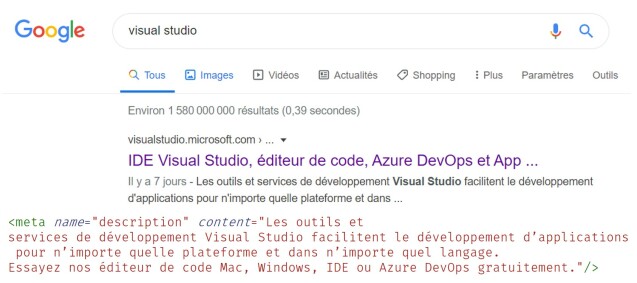 Google
visual studio
Tous Images Vidéos Actualités Shopping Plus Paramètres Outils
Environ 1 580 000 000 résultats (0,39 secondes)
visualstudio.microsoft.com › ...
IDE Visual Studio, éditeur de code, Azure DevOps et App ...
Il y a 7 jours - Les outils et services de développement Visual Studio facilitent le développement
d'applications pour n'importe quelle plateforme et dans ...
<meta name="description" content="Les outils et
services de développement Visual Studio facilitent le développement d’applications
pour n’importe quelle plateforme et dans n’importe quel langage.
Essayez nos éditeur de code Mac, Windows, IDE ou Azure DevOps gratuitement."/>